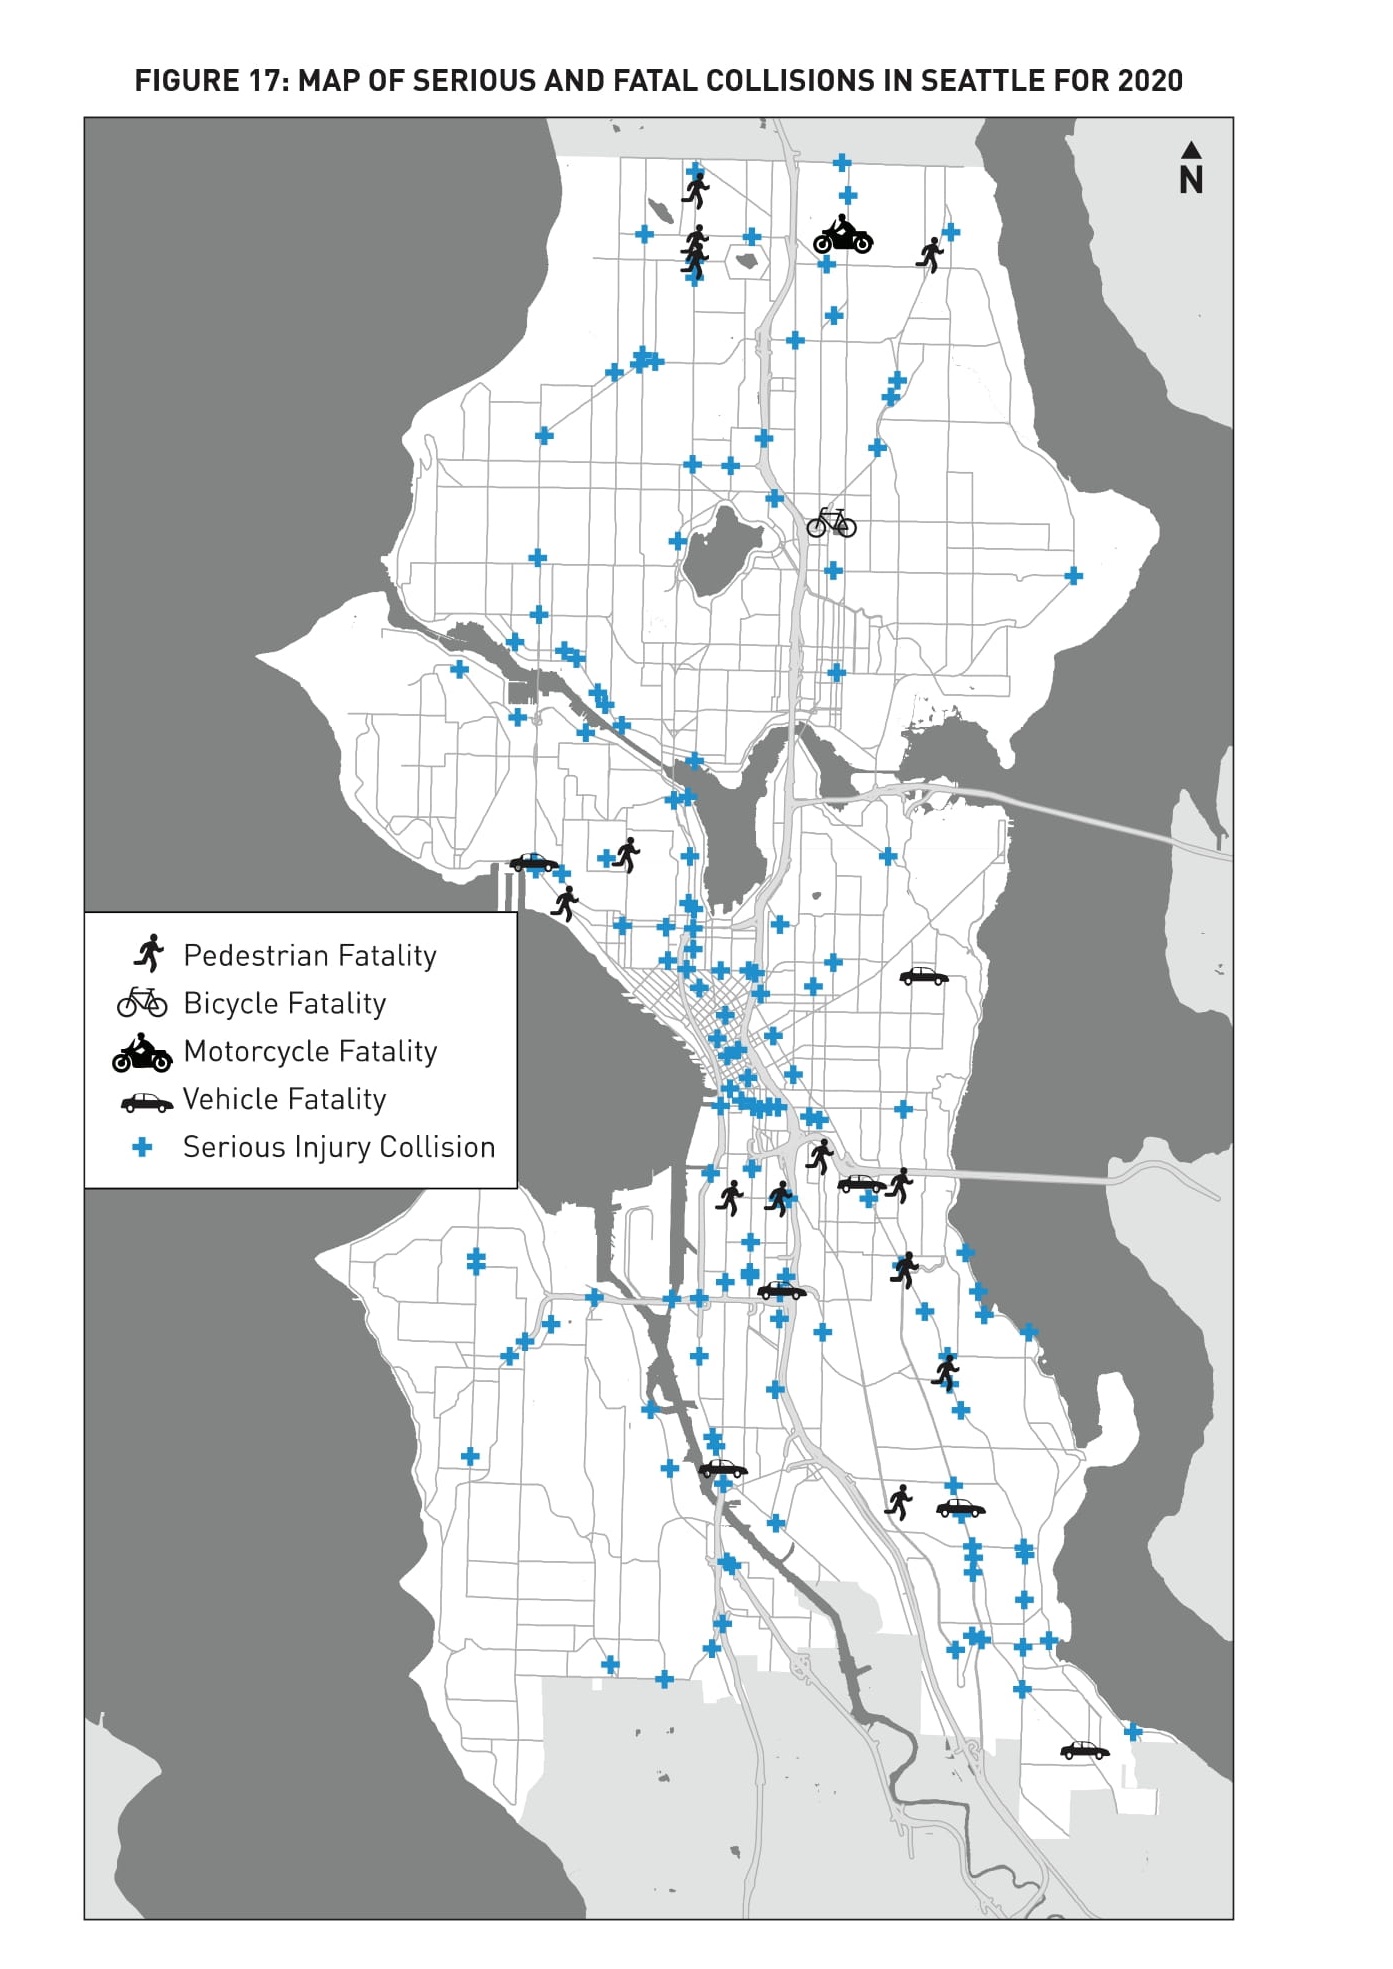 FIGURE 17: MAP OF SERIOUS AND FATAL COLLISIONS IN SEATTLE FOR 2020
N
Pedestrian Fatality
Bicycle Fatality
Motorcycle Fatality
Vehicle Fatality
Serious Injury Collision